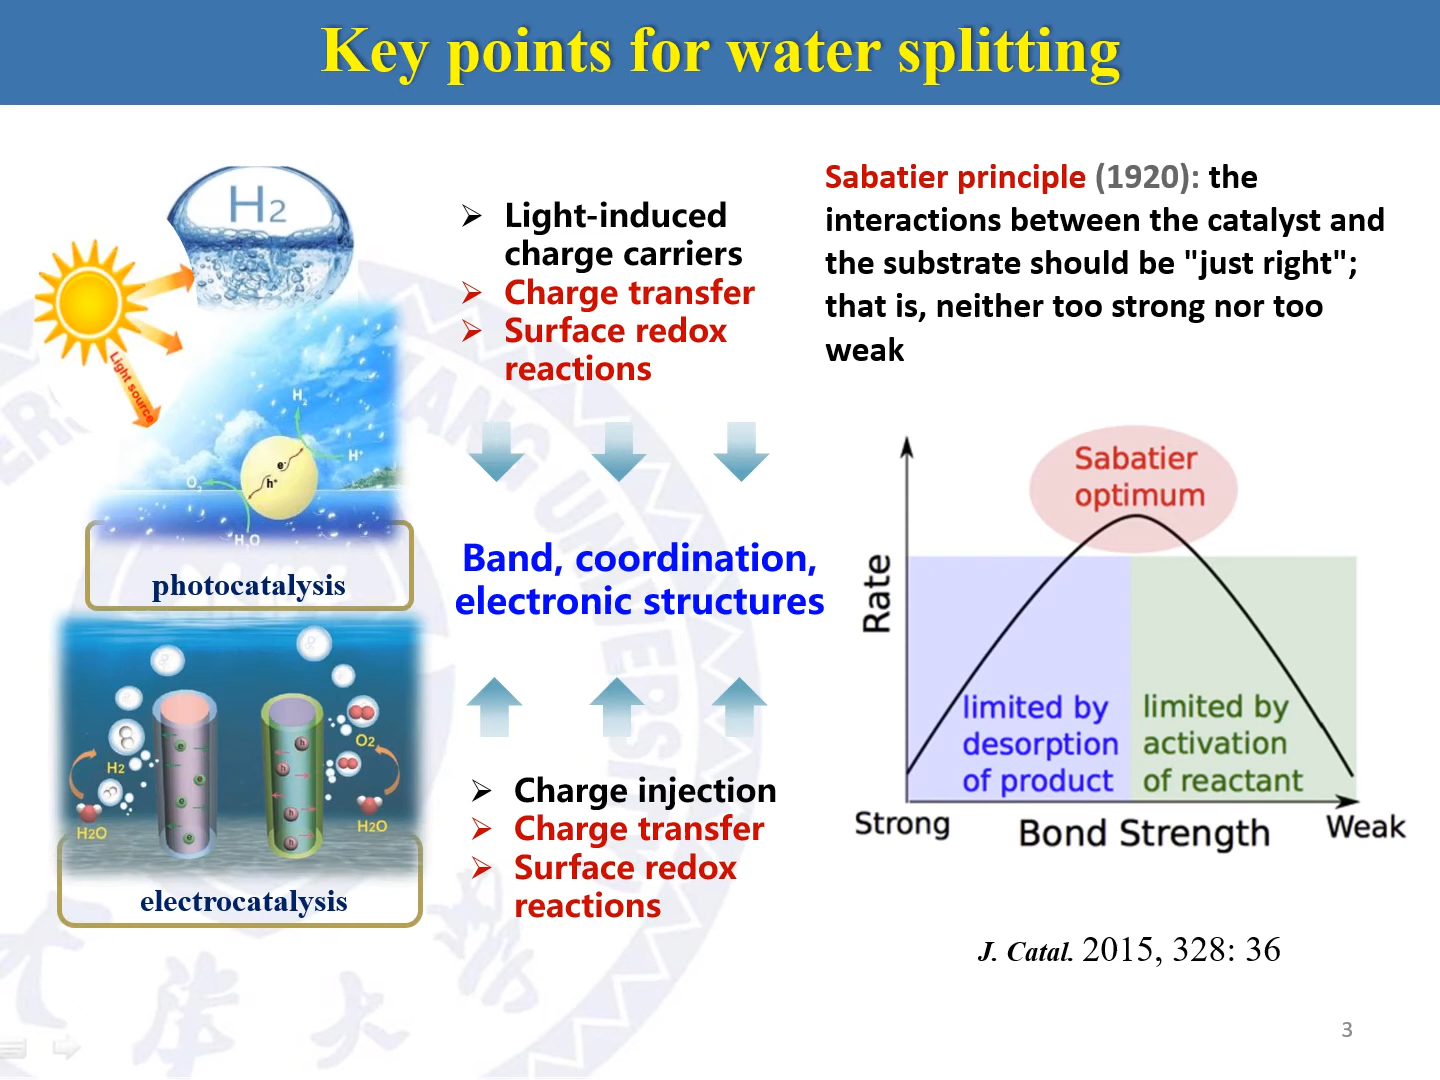 Key points for water splitting
H2
Light source
H2
H+
e-
h+
O2
H2O
photocatalysis
H2
H2O
e
e
e
e
h
h
h
h
O2
H2O
electrocatalysis
➢ Light-induced
charge carriers
➢ Charge transfer
➢ Surface redox
reactions
Band, coordination,
electronic structures
➢ Charge injection
➢ Charge transfer
➢ Surface redox
reactions
Sabatier principle (1920): the
interactions between the catalyst and
the substrate should be "just right";
that is, neither too strong nor too
weak
Sabatier
optimum
Rate
limited by
desorption
of product
limited by
activation
of reactant
Strong
Bond Strength
Weak
J. Catal. 2015, 328: 36
3